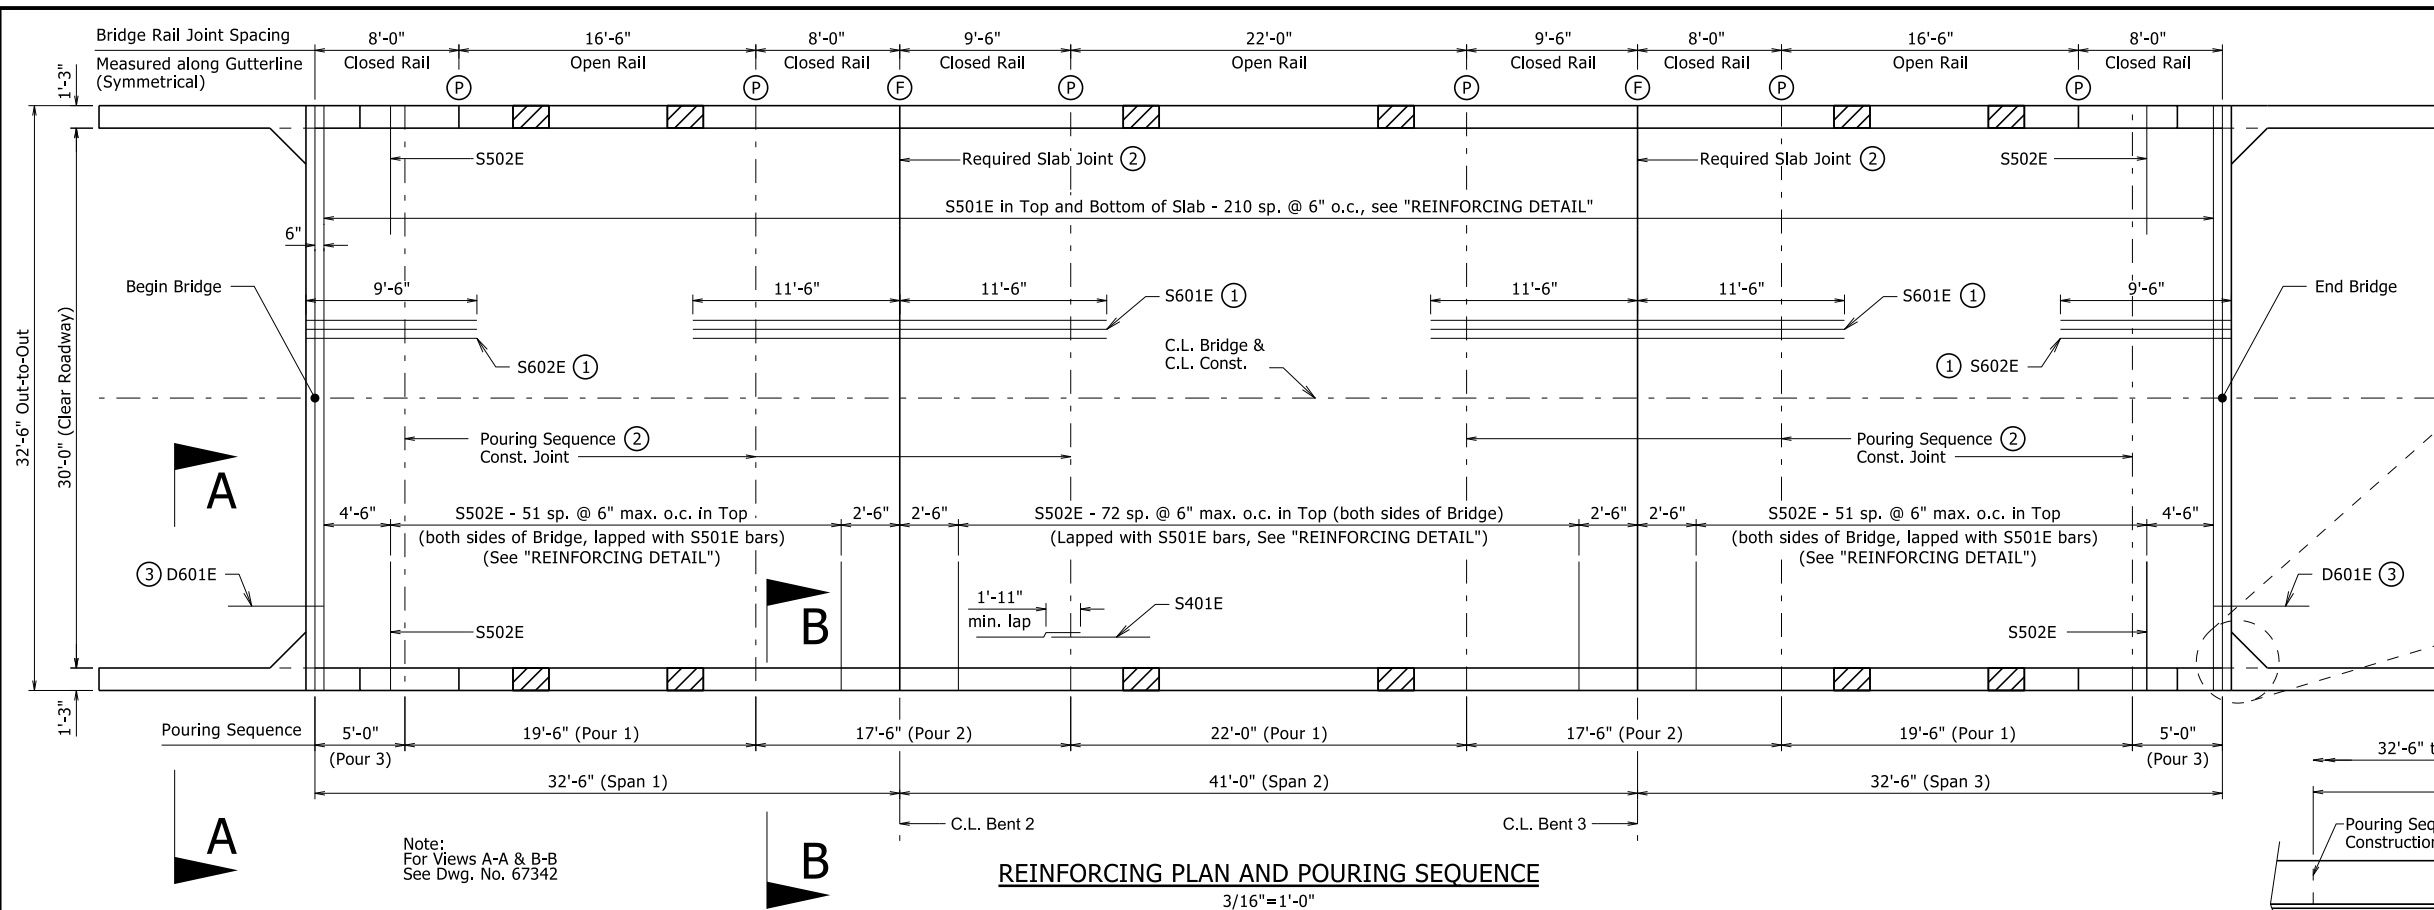 Bridge Rail Joint Spacing
Measured along Gutterline
(Symmetrical)
8'-0" 16'-6" 8'-0" 9'-6" 22'-0" 9'-6" 8'-0" 16'-6" 8'-0"
Closed Rail Open Rail Closed Rail Closed Rail Open Rail Closed Rail Closed Rail Open Rail Closed Rail
P P F P P F P P
1'-3"
32'-6" Out-to-Out
30'-0" (Clear Roadway)
1'-3"
S502E
Required Slab Joint 2
Required Slab Joint 2
S502E
S501E in Top and Bottom of Slab - 210 sp. @ 6" o.c., see "REINFORCING DETAIL"
6"
Begin Bridge
9'-6" 11'-6" 11'-6" 11'-6" 11'-6" 9'-6"
S601E 1
S601E 1
End Bridge
S602E 1
C.L. Bridge &
C.L. Const.
1 S602E
Pouring Sequence 2
Const. Joint
Pouring Sequence 2
Const. Joint
A
4'-6"
S502E - 51 sp. @ 6" max. o.c. in Top
(both sides of Bridge, lapped with S501E bars)
(See "REINFORCING DETAIL")
2'-6" 2'-6"
S502E - 72 sp. @ 6" max. o.c. in Top (both sides of Bridge)
(Lapped with S501E bars, See "REINFORCING DETAIL")
2'-6" 2'-6"
S502E - 51 sp. @ 6" max. o.c. in Top
(both sides of Bridge, lapped with S501E bars)
(See "REINFORCING DETAIL")
4'-6"
3 D601E
D601E 3
B
1'-11"
min. lap
S401E
S502E
S502E
Pouring Sequence
5'-0"
(Pour 3)
19'-6" (Pour 1)
17'-6" (Pour 2)
22'-0" (Pour 1)
17'-6" (Pour 2)
19'-6" (Pour 1)
5'-0"
(Pour 3)
32'-6" (Span 1)
41'-0" (Span 2)
32'-6" (Span 3)
32'-6" t
C.L. Bent 2
C.L. Bent 3
Pouring Seq
Construction
A
Note:
For Views A-A & B-B
See Dwg. No. 67342
B
REINFORCING PLAN AND POURING SEQUENCE
3/16"=1'-0"